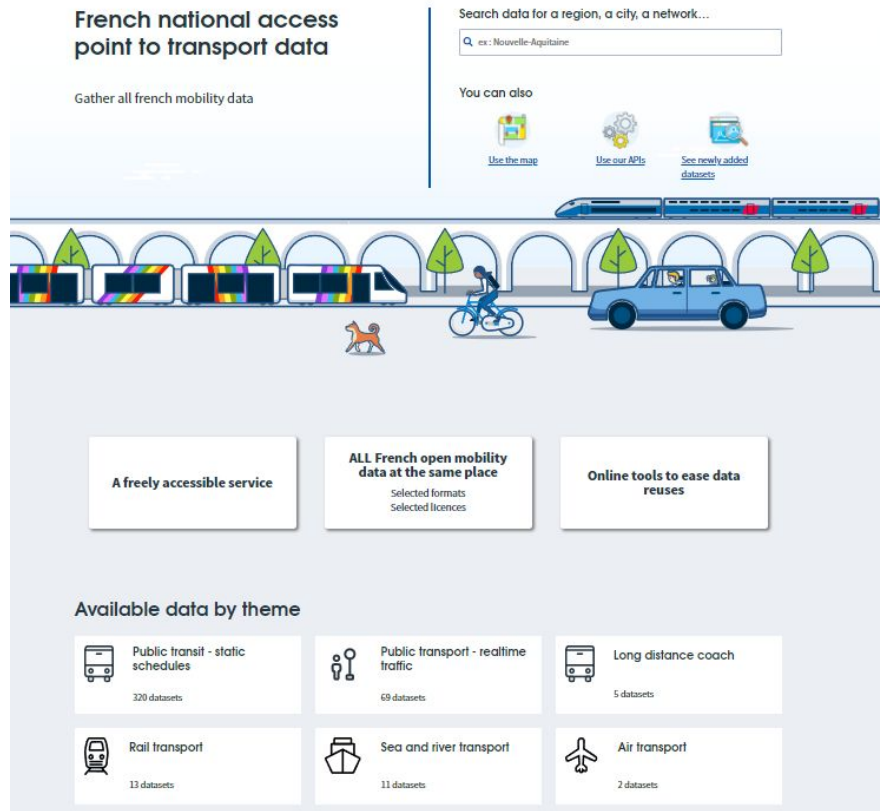 French national access
point to transport data
Gather all french mobility data
Search data for a region, a city, a network...
ex : Nouvelle-Aquitaine
You can also
Use the map
Use our APIs
See newly added
datasets
A freely accessible service
ALL French open mobility
data at the same place
Selected formats
Selected licences
Online tools to ease data
reuses
Available data by theme
Public transit - static
schedules
320 datasets
Public transport - realtime
traffic
69 datasets
Long distance coach
5 datasets
Rail transport
13 datasets
Sea and river transport
11 datasets
Air transport
2 datasets